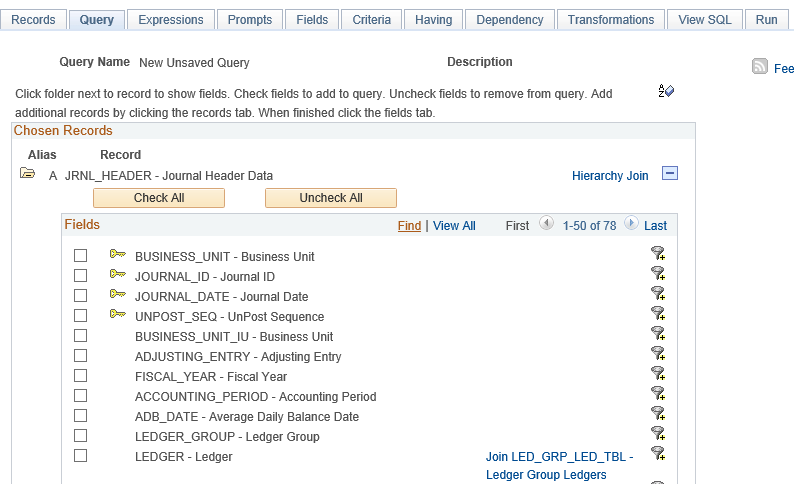 Records Query Expressions Prompts Fields Criteria Having Dependency Transformations View SQL Run
Query Name New Unsaved Query Description
Fee
Click folder next to record to show fields. Check fields to add to query. Uncheck fields to remove from query. Add
additional records by clicking the records tab. When finished click the fields tab.
A
Z
Chosen Records
Alias Record
A JRNL_HEADER - Journal Header Data Hierarchy Join
Check All Uncheck All
Fields Find | View All First 1-50 of 78 Last
BUSINESS_UNIT - Business Unit
JOURNAL_ID - Journal ID
JOURNAL_DATE - Journal Date
UNPOST_SEQ - UnPost Sequence
BUSINESS_UNIT_IU - Business Unit
ADJUSTING_ENTRY - Adjusting Entry
FISCAL_YEAR - Fiscal Year
ACCOUNTING_PERIOD - Accounting Period
ADB_DATE - Average Daily Balance Date
LEDGER_GROUP - Ledger Group
LEDGER - Ledger Join LED_GRP_LED_TBL -
Ledger Group Ledgers